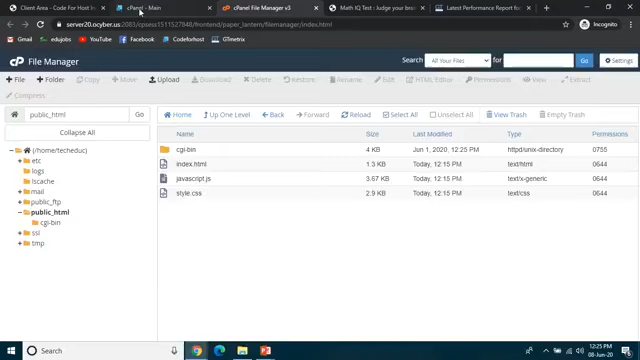 Client Area - Code For Host In
cPanel - Main
cPanel File Manager v3
Math IQ Test : Judge your bra
Latest Performance Report for
server20.ocyber.us:2083/cpsess1511527848/frontend/paper_lantern/filemanager/index.html
Incognito
Gmail
edujobs
YouTube
Facebook
Codeforhost
GTmetrix
cP File Manager
Search
All Your Files
for
Go
Settings
File
Folder
Copy
Move
Upload
Download
Delete
Restore
Rename
Edit
HTML Editor
Permissions
View
Extract
Compress
public_html
Go
Home
Up One Level
Back
Forward
Reload
Select All
Unselect All
View Trash
Empty Trash
Collapse All
Name Size Last Modified Type Permissions
(/home/techeduc)
etc
logs
lscache
mail
public_ftp
public_html
cgi-bin
ssl
tmp
cgi-bin 4 KB Jun 1, 2020, 12:25 PM httpd/unix-directory 0755
index.html 1.3 KB Today, 12:15 PM text/html 0644
javascript.js 3.67 KB Today, 12:15 PM text/x-generic 0644
style.css 2.9 KB Today, 12:15 PM text/css 0644
Search
12:25 PM
08-Jun-20